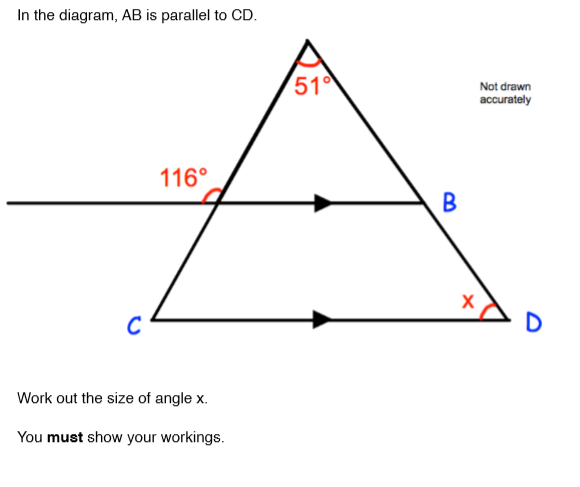 In the diagram, AB is parallel to CD.
51°
Not drawn
accurately
116°
B
x
C
D
Work out the size of angle x.
You must show your workings.